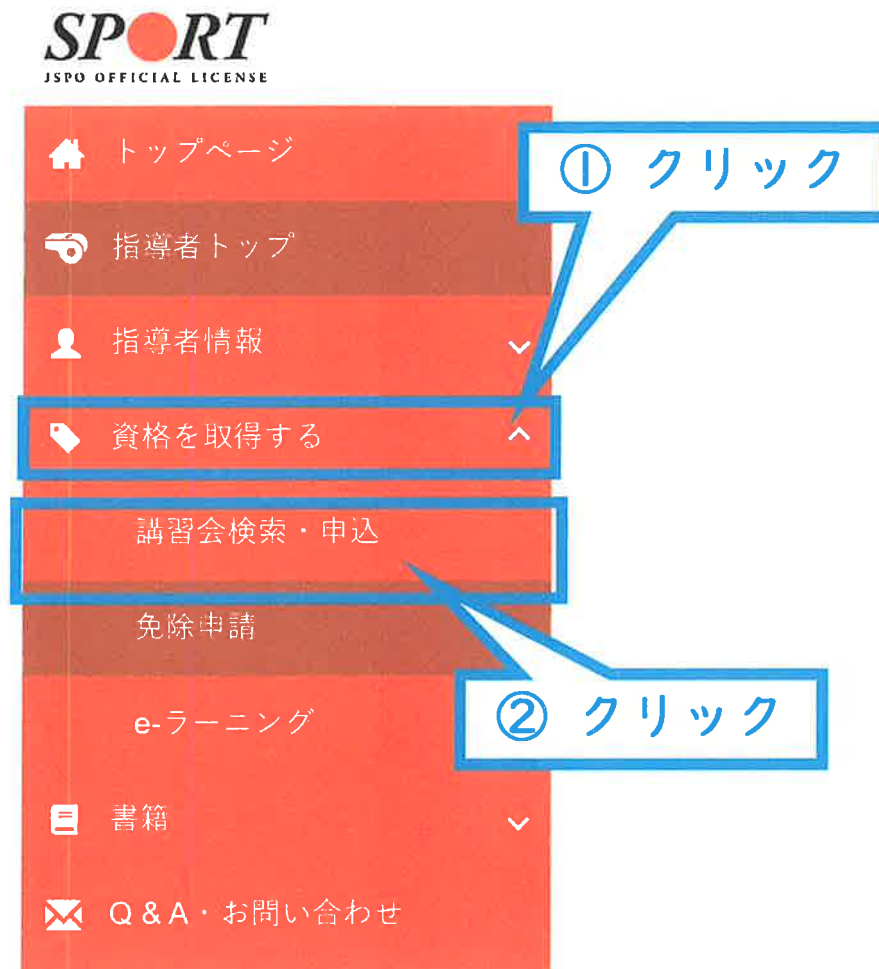 SPORT
JSPO OFFICIAL LICENSE
トップページ
① クリック
指導者トップ
指導者情報
資格を取得する
講習会検索・申込
免除申請
e-ラーニング
② クリック
書籍
Q & A・お問い合わせ